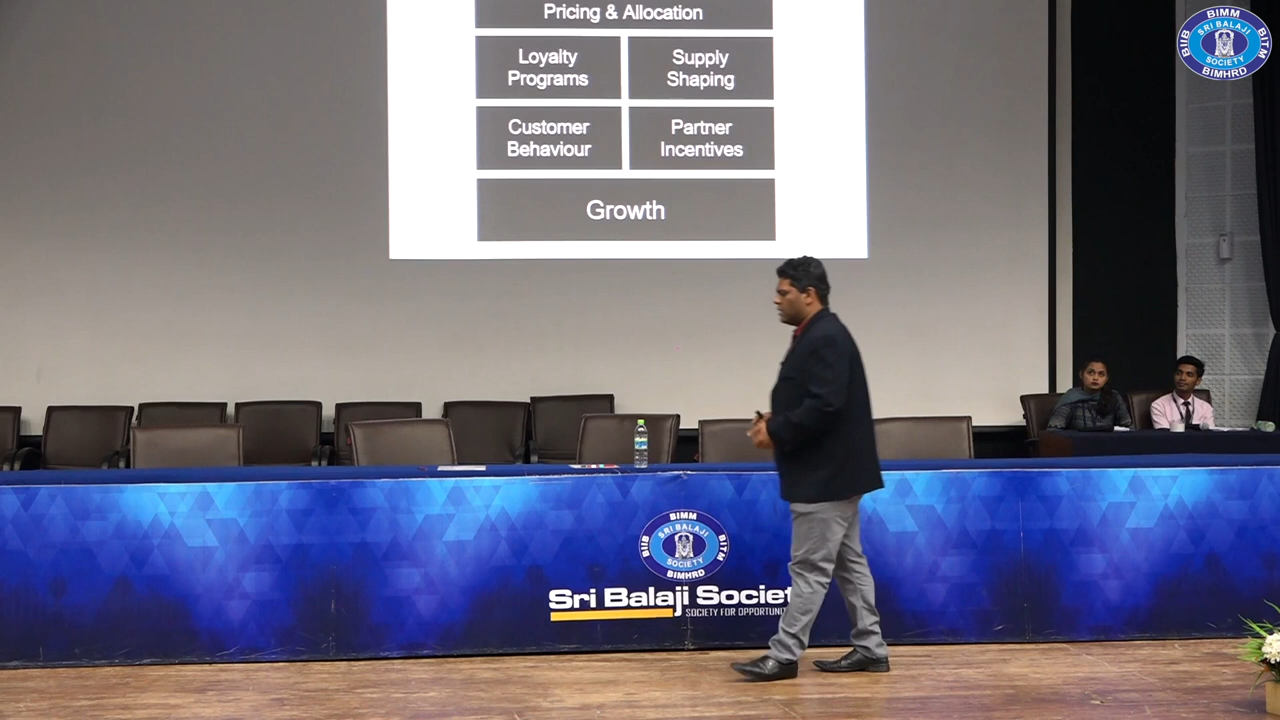 Pricing & Allocation
Loyalty
Programs
Supply
Shaping
Customer
Behaviour
Partner
Incentives
Growth
BIMM
BIIB
SRI BALAJI
BITM
SOCIETY
BIMHRD
BIMM
BIIB
SRI BALAJI
BITM
SOCIETY
BIMHRD
Sri Balaji Societ
SOCIETY FOR OPPORTUNI